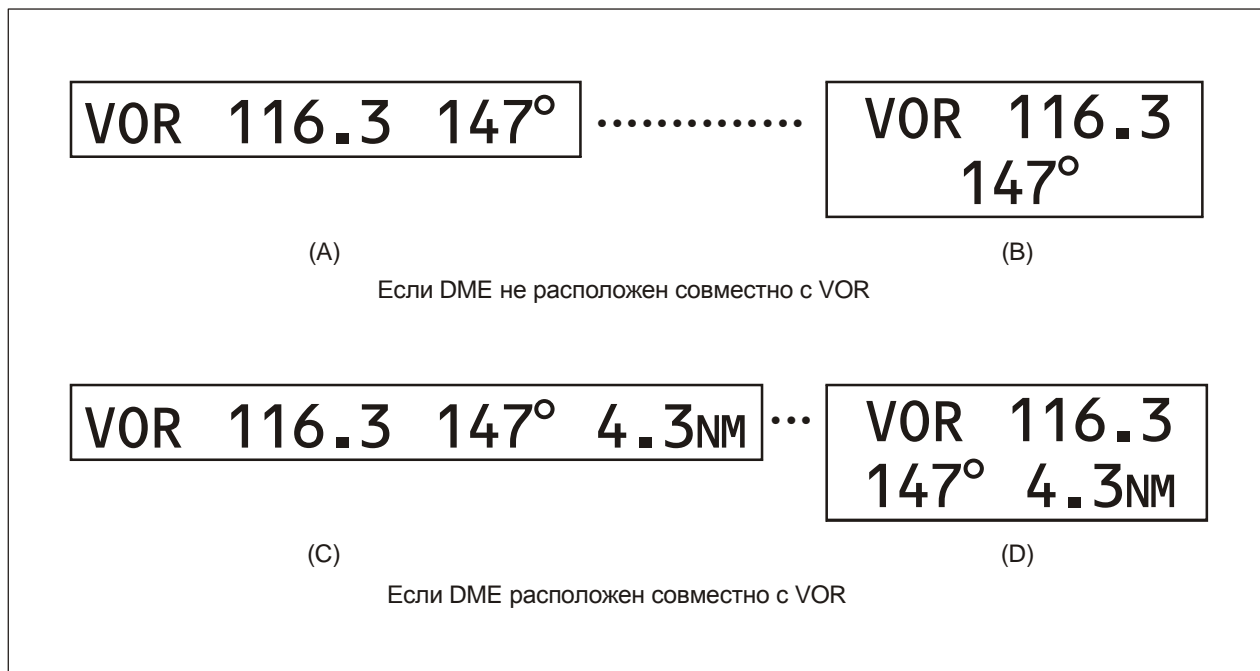 VOR 116.3 147°
VOR 116.3
147°
(A)
(B)
Если DME не расположен совместно с VOR
VOR 116.3 147° 4.3NM
VOR 116.3
147° 4.3NM
(C)
(D)
Если DME расположен совместно с VOR